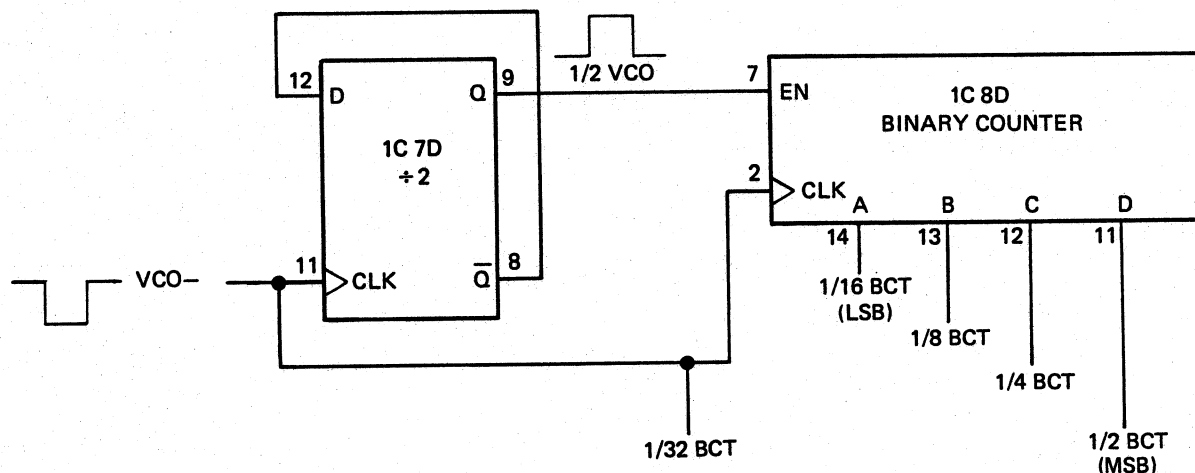 12
D
Q
9
1/2 VCO
7
EN
1C 8D
BINARY COUNTER
1C 7D
÷2
2
CLK
A
B
C
D
14
13
12
11
VCO–
11
CLK
Q̅
8
1/16 BCT
(LSB)
1/8 BCT
1/4 BCT
1/32 BCT
1/2 BCT
(MSB)